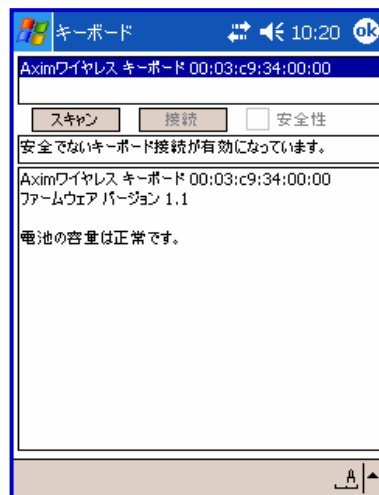 キーボード 10:20 ok
Aximワイヤレス キーボード 00:03:c9:34:00:00
スキャン 接続 安全性
安全でないキーボード接続が有効になっています。
Aximワイヤレス キーボード 00:03:c9:34:00:00
ファームウェア バージョン 1.1
電池の容量は正常です。
A